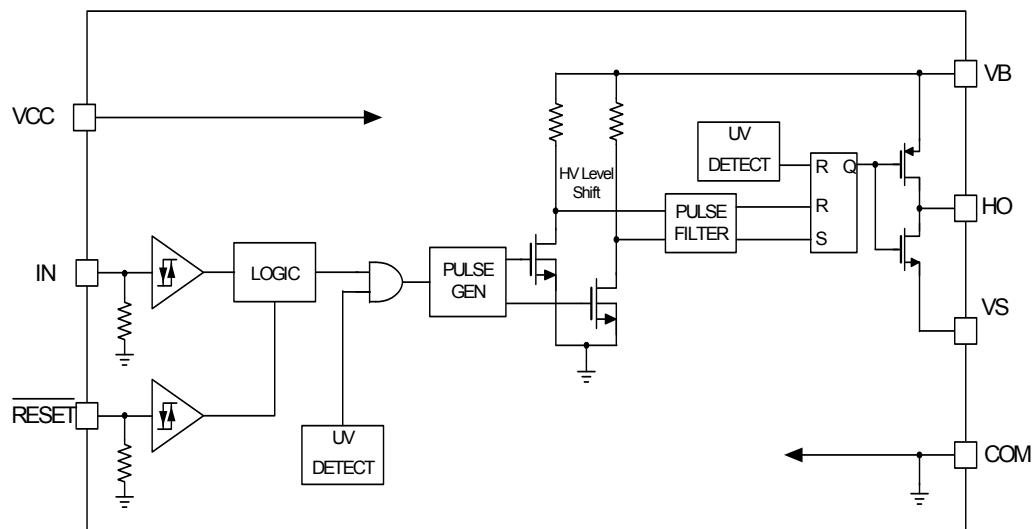 VCC
VB
UV
DETECT
R
Q
HV Level
Shift
R
HO
PULSE
FILTER
S
IN
LOGIC
PULSE
GEN
VS
RESET
UV
DETECT
COM